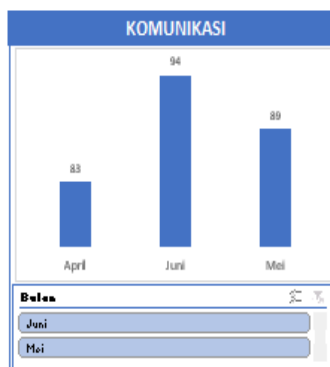 KOMUNIKASI
94
89
83
April Juni Mei
Bulan
Juni
Mei